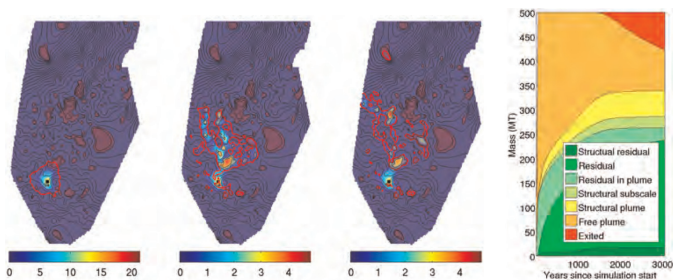 0 5 10 15 20
0 1 2 3 4
0 1 2 3 4
500
450
400
350
300
250
200
150
100
50
0
Mass (MT)
Structual residual
Residual
Residual in plume
Structural subscale
Structural plume
Free plume
Exited
1000 2000 3000
Years since simulation start